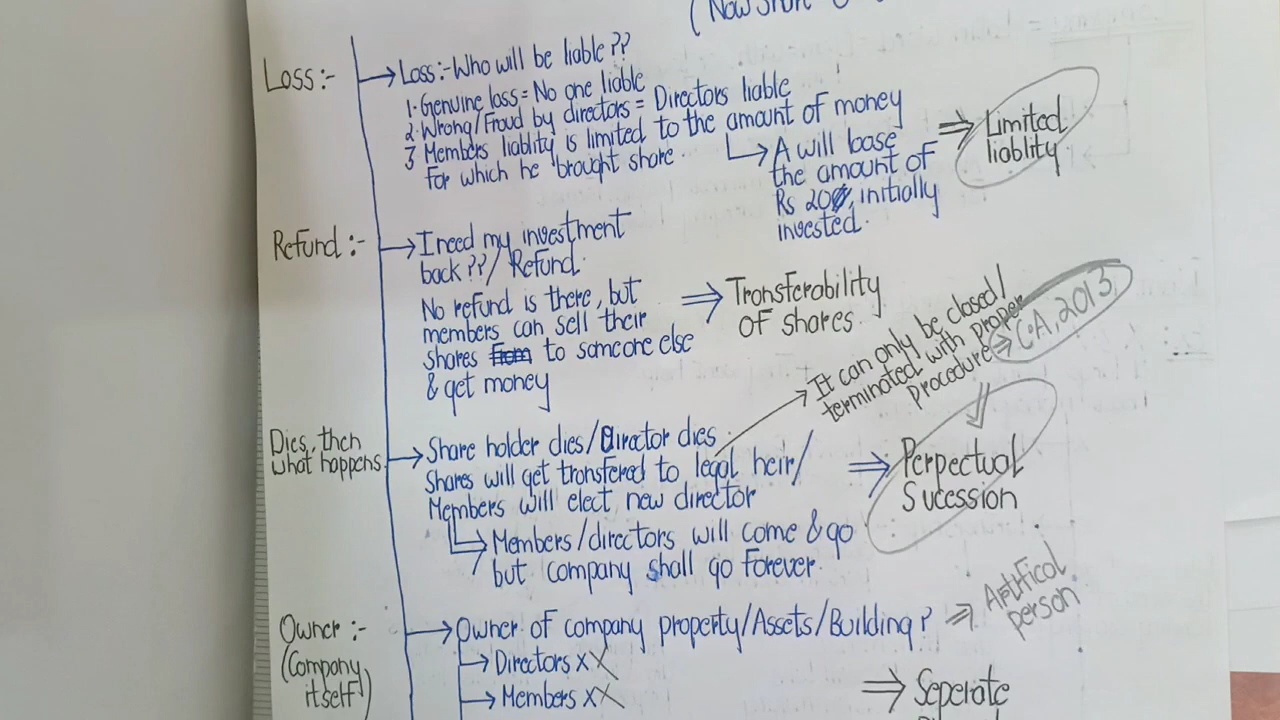 (Now
Loss:-
→ Loss:-Who will be liable??
1. Genuine loss = No one liable
2. Wrong/Fraud by directors = Directors liable
3 Members liablity is limited to the amount of money
for which he brought share.
↳ A will loose
the amount of
Rs 20, initially
invested.
⇒ Limited
lioblity
Refund :-
→ I need my investment
back??/ Refund.
No refund is there, but
members can sell their
shares from to someone else
& get money
⇒ Transferability
of shares.
Dies, then
what happens
→ Share holder dies/Director dies.
Shares will get transfered to legal heir/
Members will elect new director
↳ Members/directors will come & go
but company shall go forever.
→ It can only be closed/
terminated with proper
Procedure ⇒ C.A, 2013
⇒ Perpectual
Sucession
Owner :-
(Company
itself)
→ Owner of company property/Assets/Building? ⇒ Artifical
person
→ Directors XX
→ Members XX
⇒ Seperate